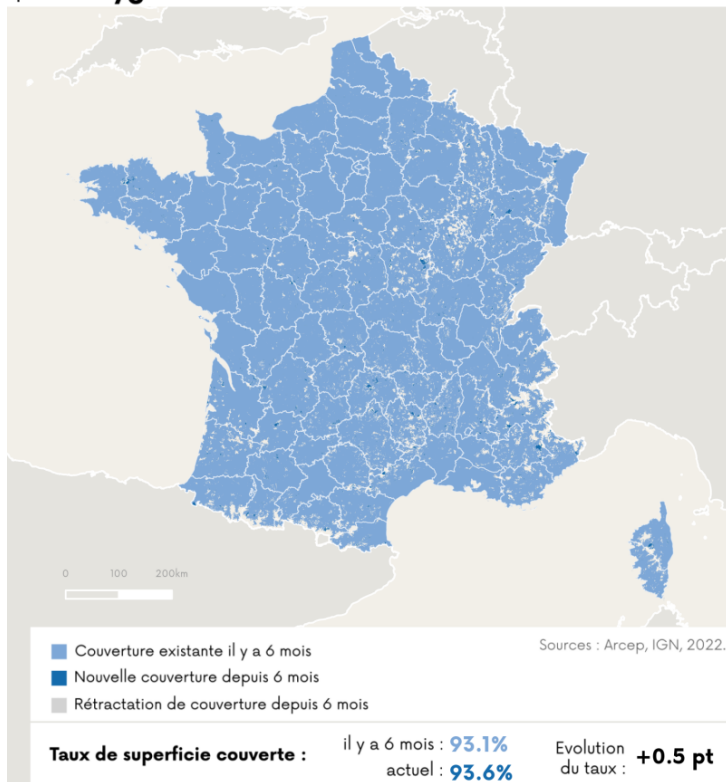 0 100 200km
Couverture existante il y a 6 mois
Sources : Arcep, IGN, 2022.
Nouvelle couverture depuis 6 mois
Rétractation de couverture depuis 6 mois
Taux de superficie couverte : il y a 6 mois : 93.1% Evolution du taux : +0.5 pt
actuel : 93.6%